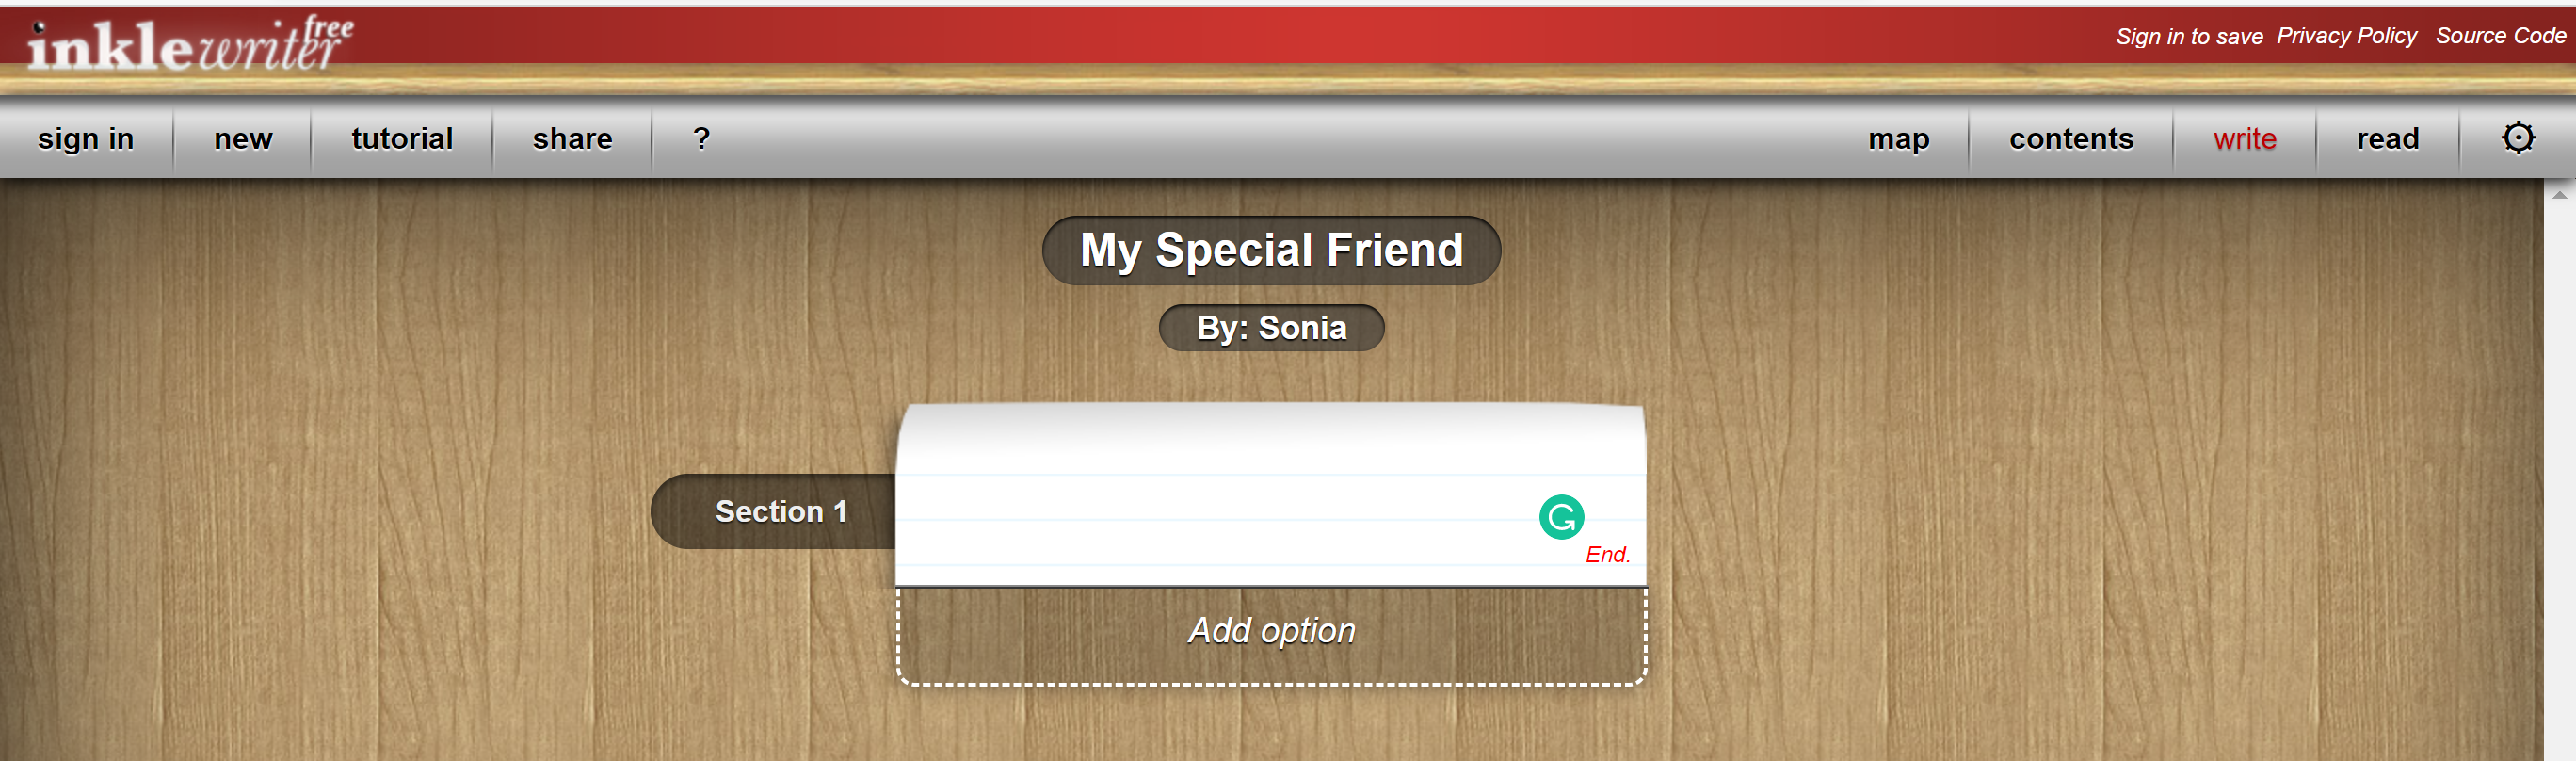 inklewriter free
Sign in to save Privacy Policy Source Code
sign in new tutorial share ? map contents write read
My Special Friend
By: Sonia
Section 1
End.
Add option